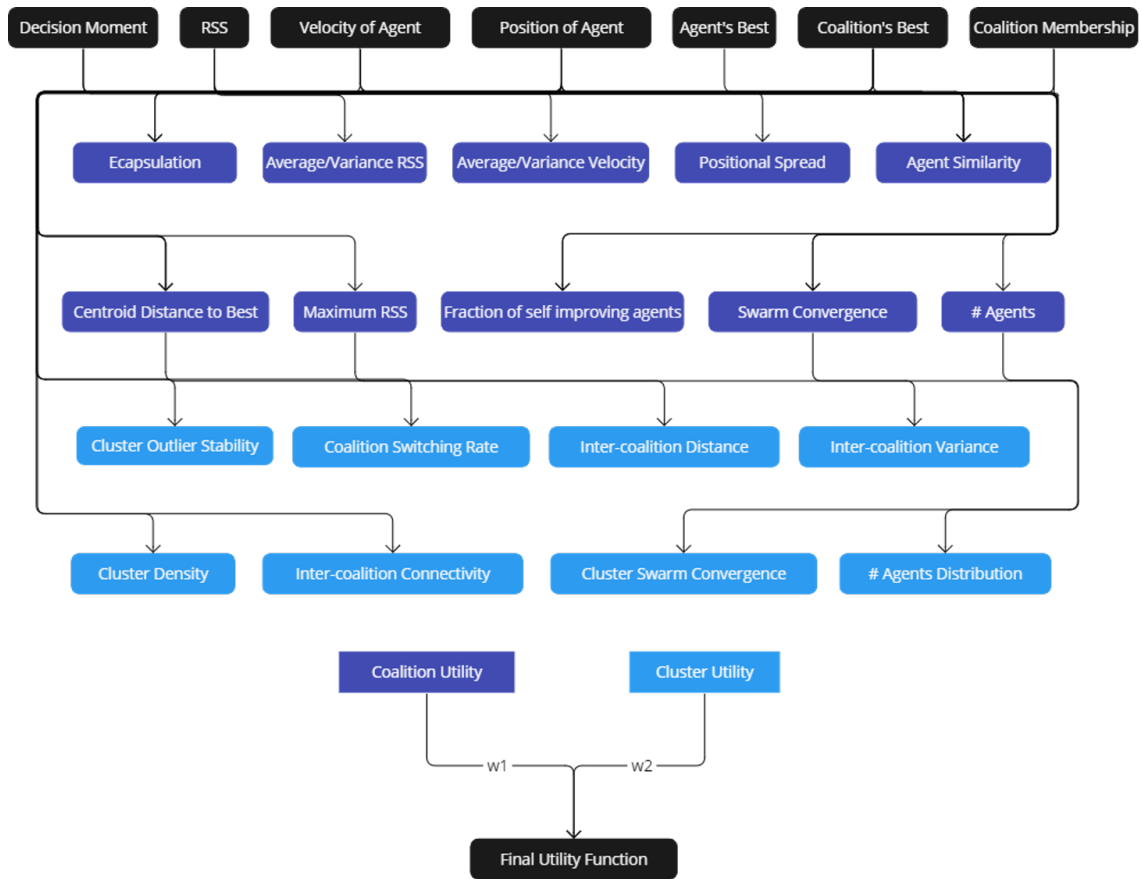 Decision Moment
RSS
Velocity of Agent
Position of Agent
Agent's Best
Coalition's Best
Coalition Membership
Ecapsulation
Average/Variance RSS
Average/Variance Velocity
Positional Spread
Agent Similarity
Centroid Distance to Best
Maximum RSS
Fraction of self improving agents
Swarm Convergence
# Agents
Cluster Outlier Stability
Coalition Switching Rate
Inter-coalition Distance
Inter-coalition Variance
Cluster Density
Inter-coalition Connectivity
Cluster Swarm Convergence
# Agents Distribution
Coalition Utility
Cluster Utility
w1
w2
Final Utility Function